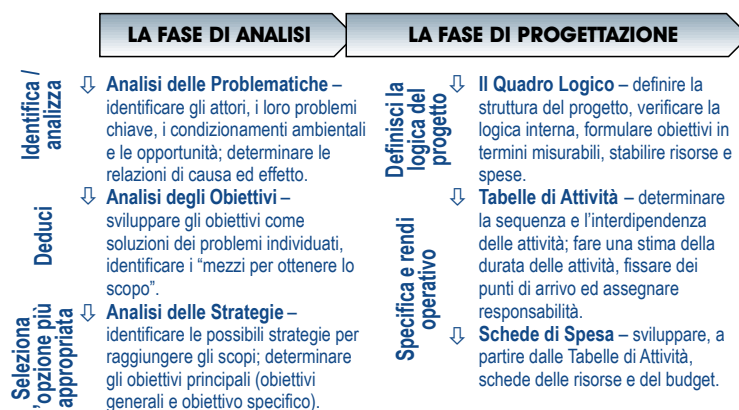 LA FASE DI ANALISI
Identifica /
analizza
Analisi delle Problematiche –
identificare gli attori, i loro problemi
chiave, i condizionamenti ambientali
e le opportunità; determinare le
relazioni di causa ed effetto.
Deduci
Analisi degli Obiettivi –
sviluppare gli obiettivi come
soluzioni dei problemi individuati,
identificare i “mezzi per ottenere lo
scopo”.
Seleziona
l’opzione più
appropriata
Analisi delle Strategie –
identificare le possibili strategie per
raggiungere gli scopi; determinare
gli obiettivi principali (obiettivi
generali e obiettivo specifico).
LA FASE DI PROGETTAZIONE
Definisci la
logica del
progetto
Il Quadro Logico – definire la
struttura del progetto, verificare la
logica interna, formulare obiettivi in
termini misurabili, stabilire risorse e
spese.
Specifica e rendi
operativo
Tabelle di Attività – determinare
la sequenza e l’interdipendenza
delle attività; fare una stima della
durata delle attività, fissare dei
punti di arrivo ed assegnare
responsabilità.
Schede di Spesa – sviluppare, a
partire dalle Tabelle di Attività,
schede delle risorse e del budget.